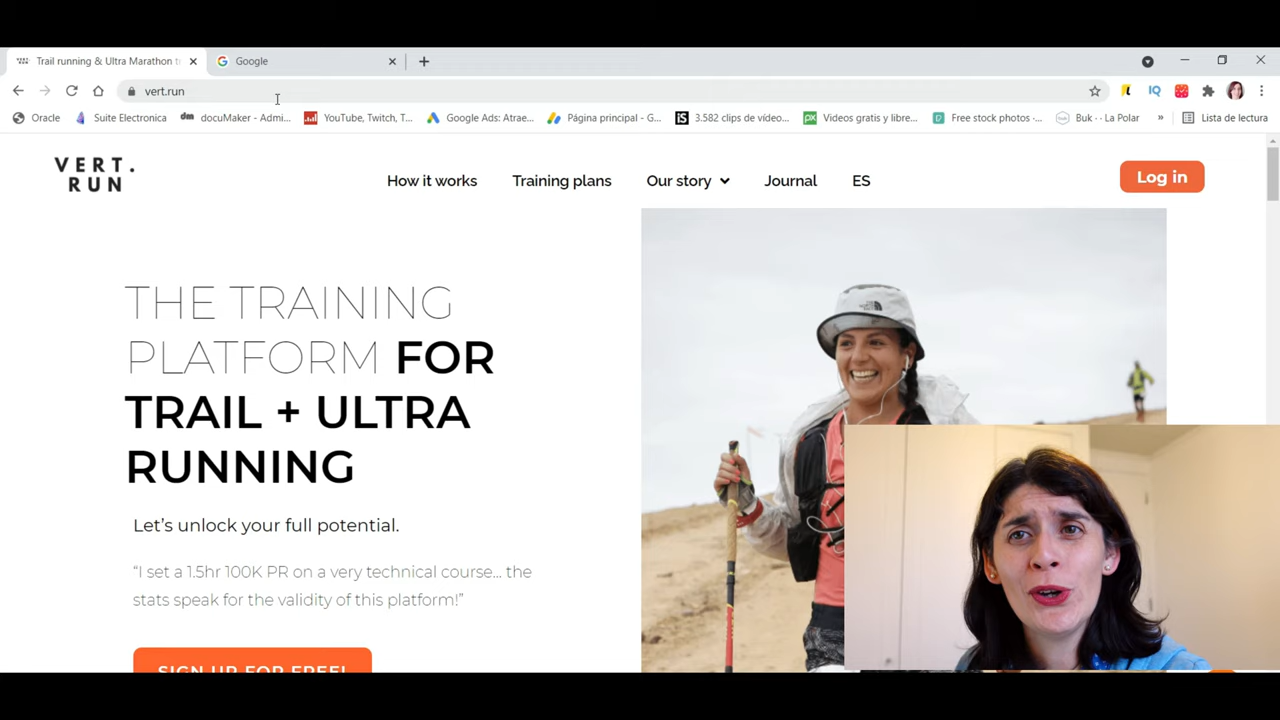 Trail running & Ultra Marathon t
Google
vert.run
Oracle
Suite Electronica
docuMaker - Admi...
YouTube, Twitch, T...
Google Ads: Atrae...
Página principal - G...
3.582 clips de vídeo...
Videos gratis y libre...
Free stock photos -...
Buk - - La Polar
»
Lista de lectura
VERT.
RUN
How it works
Training plans
Our story
Journal
ES
Log in
THE TRAINING
PLATFORM FOR
TRAIL + ULTRA
RUNNING
Let's unlock your full potential.
“I set a 1.5hr 100K PR on a very technical course... the
stats speak for the validity of this platform!”
SIGN UP FOR FREE!